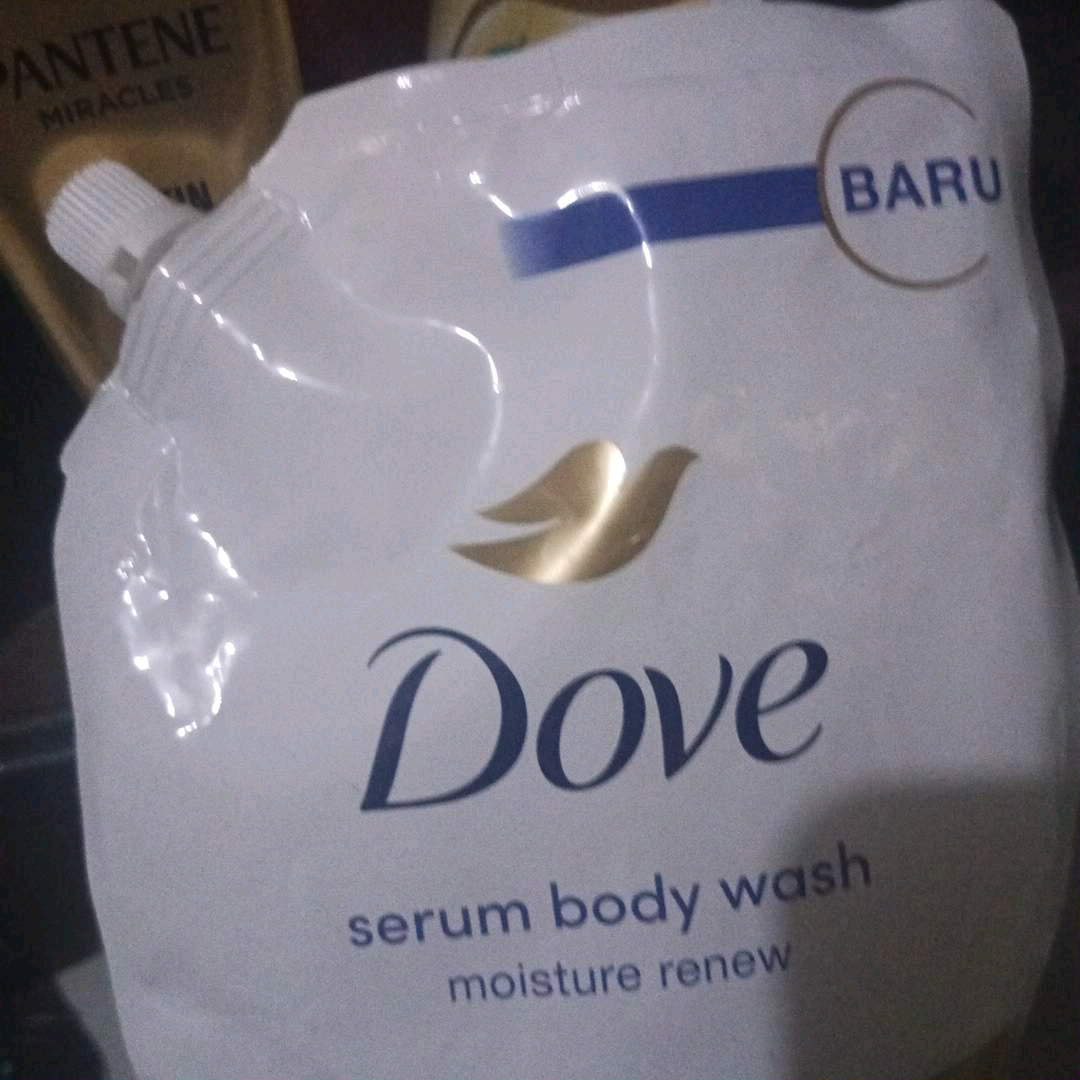 PANTENE
MIRACLES
BARU
Dove
serum body wash
moisture renew